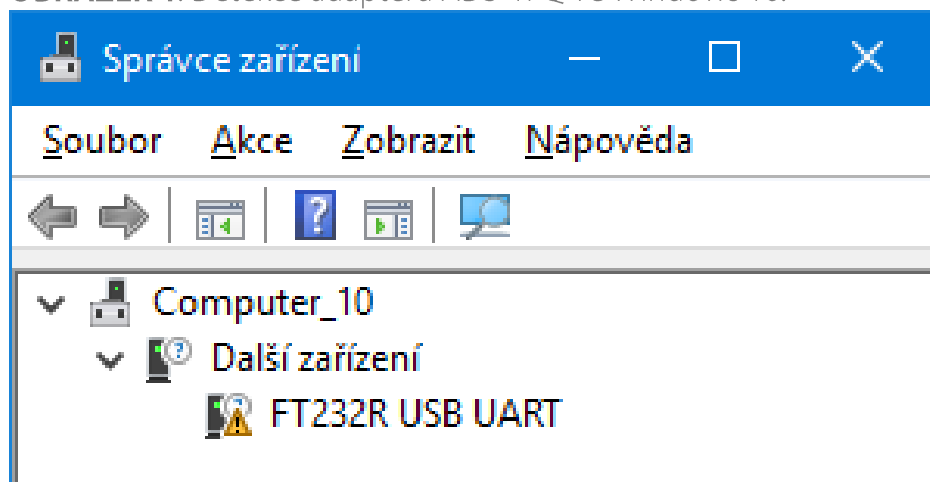 Správce zařízení
Soubor Akce Zobrazit Nápověda
Computer_10
Další zařízení
FT232R USB UART